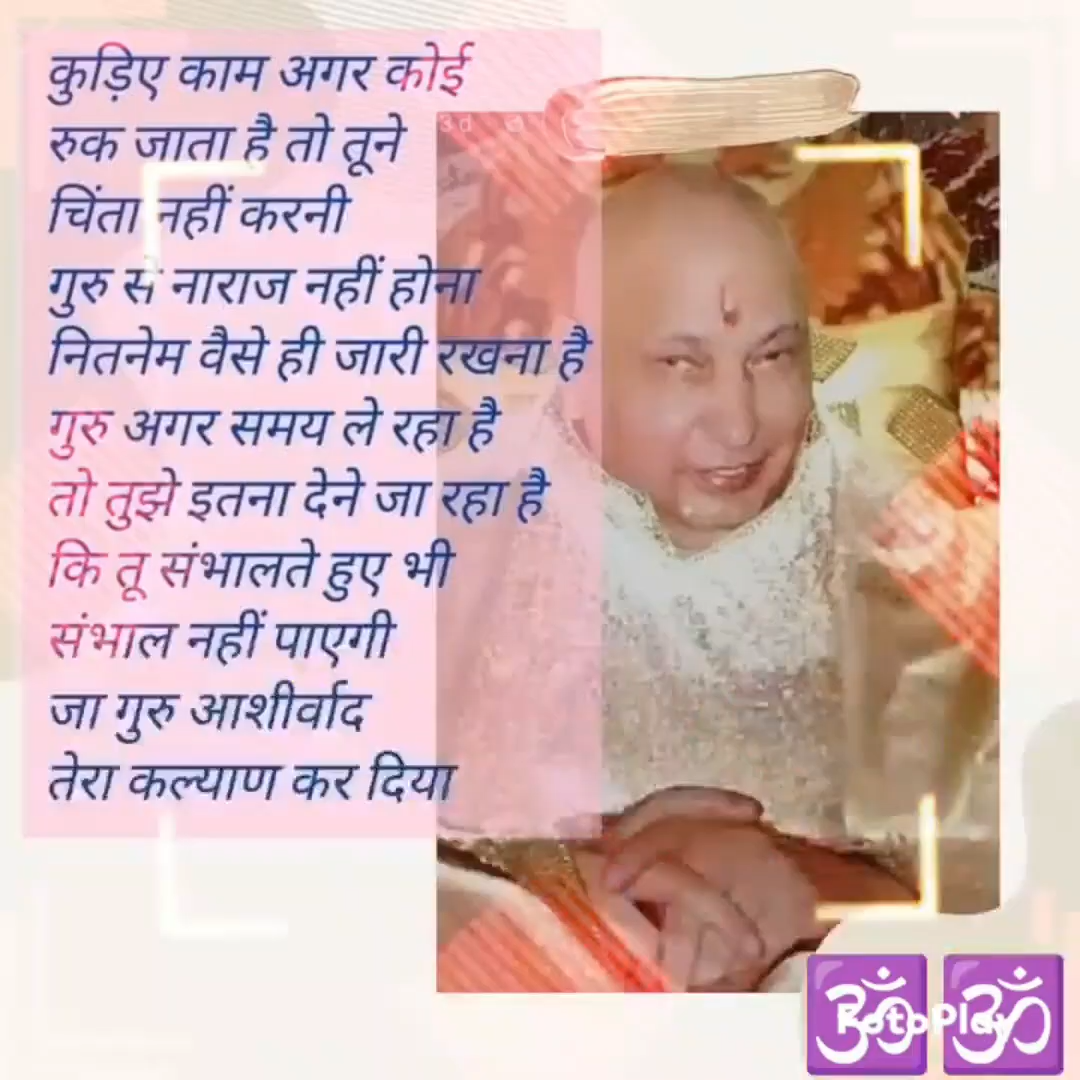 कुड़िए काम अगर कोई
रुक जाता है तो तूने
चिंता नहीं करनी
गुरु से नाराज नहीं होना
नितनेम वैसे ही जारी रखना है
गुरु अगर समय ले रहा है
तो तुझे इतना देने जा रहा है
कि तू संभालते हुए भी
संभाल नहीं पाएगी
जा गुरु आशीर्वाद
तेरा कल्याण कर दिया
ॐ ॐ
FotoPlay